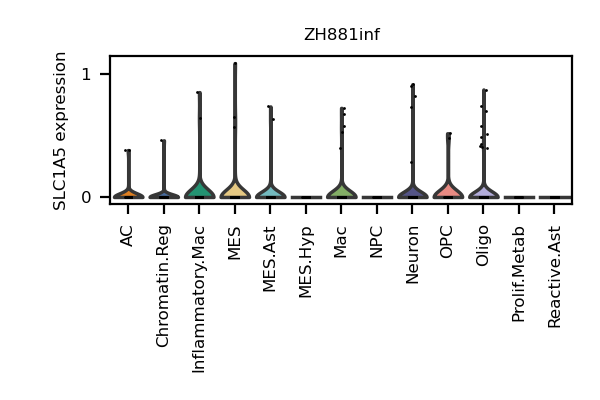 ZH881inf
SLC1A5 expression
1
0
AC
Chromatin.Reg
Inflammatory.Mac
MES
MES.Ast
MES.Hyp
Mac
NPC
Neuron
OPC
Oligo
Prolif.Metab
Reactive.Ast